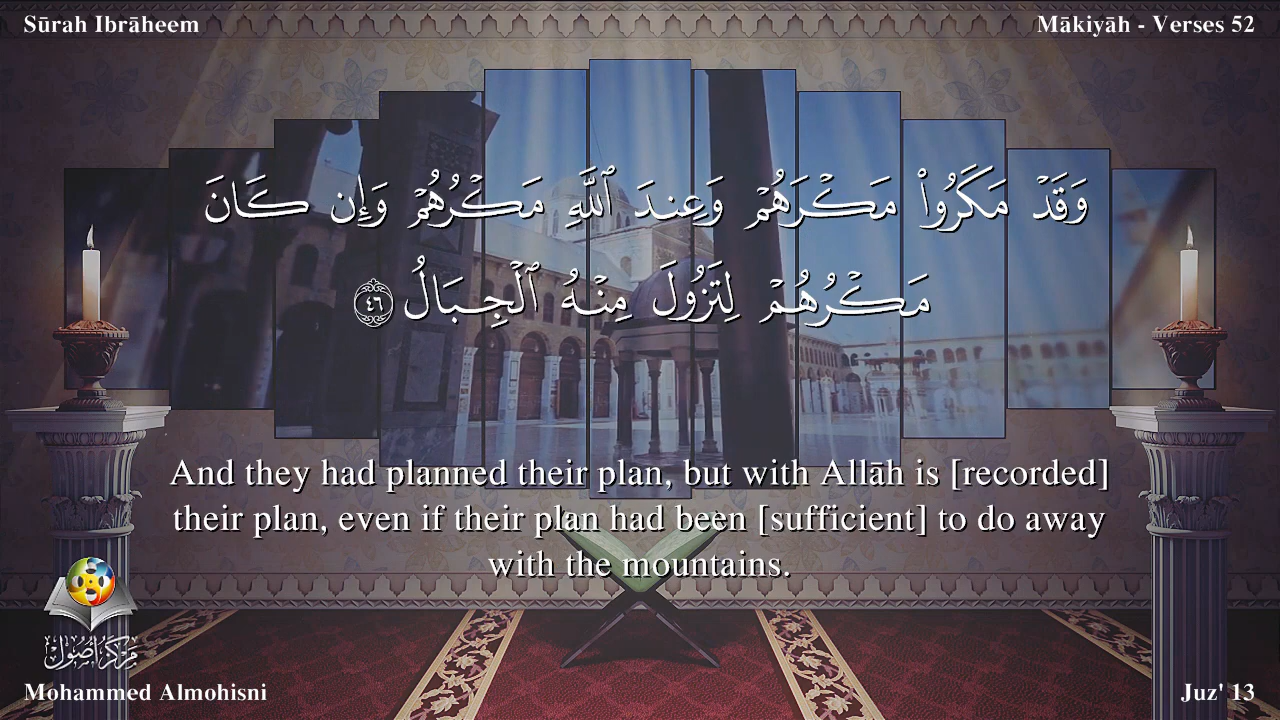 Sūrah Ibrāheem
Mākiyāh - Verses 52
وَقَدْ مَكَرُوا۟ مَكْرَهُمْ وَعِندَ ٱللَّهِ مَكْرُهُمْ وَإِن كَانَ
مَكْرُهُمْ لِتَزُولَ مِنْهُ ٱلْجِبَالُ ٤٦
And they had planned their plan, but with Allāh is [recorded]
their plan, even if their plan had been [sufficient] to do away
with the mountains.
مركز أصول
Mohammed Almohisni
Juz' 13